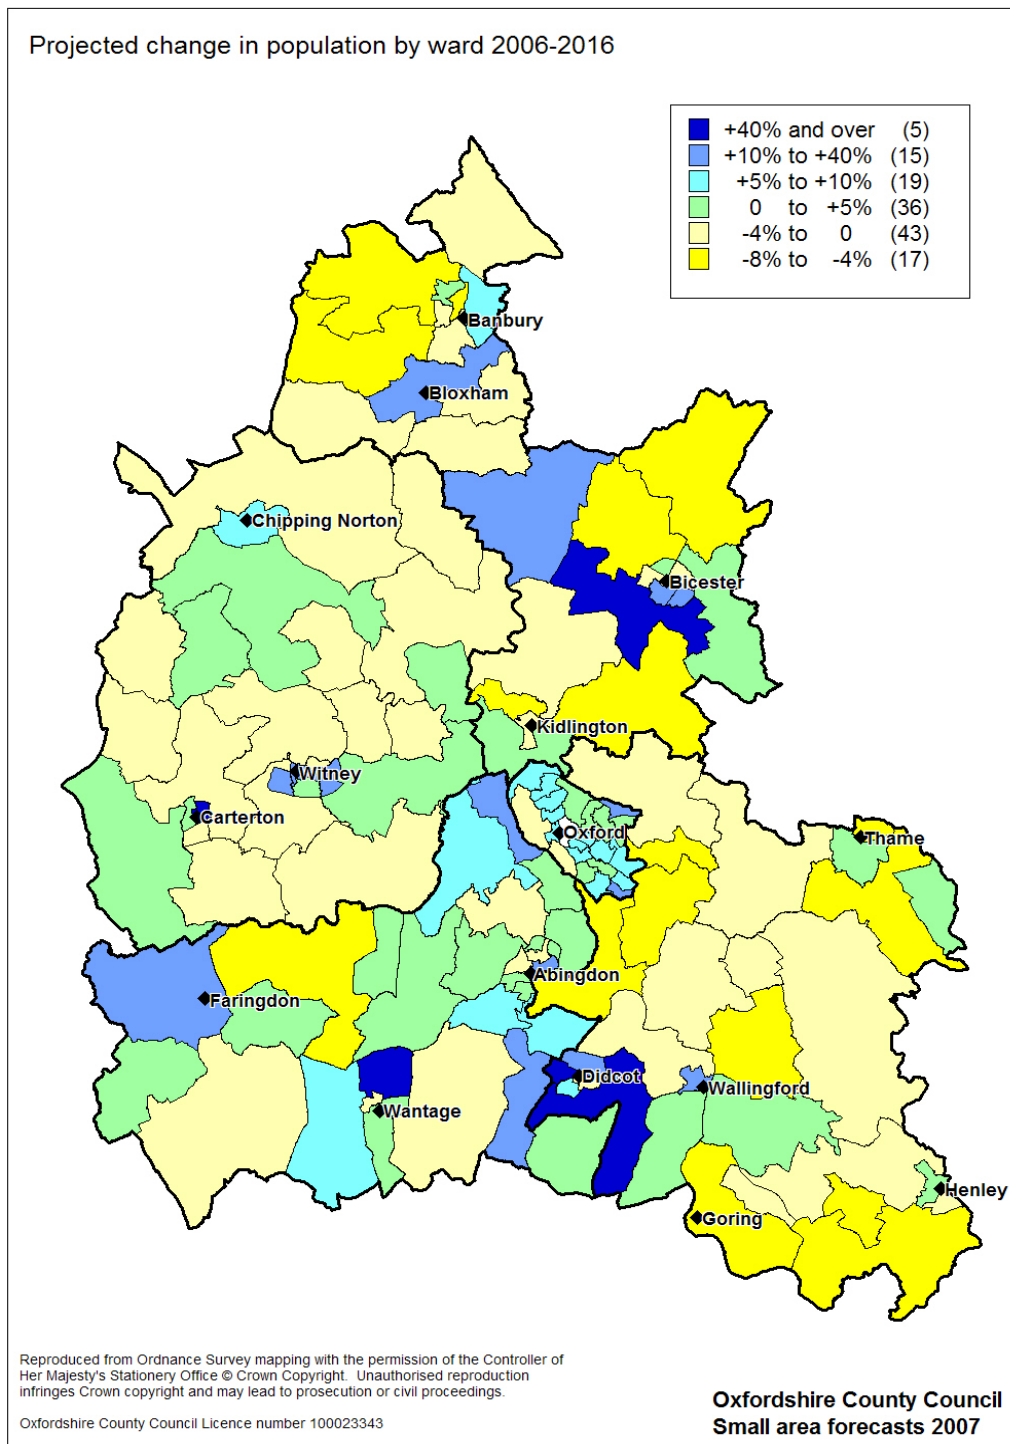 Projected change in population by ward 2006-2016
+40% and over (5)
+10% to +40% (15)
+5% to +10% (19)
0 to +5% (36)
-4% to 0 (43)
-8% to -4% (17)
Banbury
Bloxham
Chipping Norton
Bicester
Kidlington
Witney
Carterton
Oxford
Thame
Abingdon
Faringdon
Didcot
Wallingford
Wantage
Henley
Goring
Reproduced from Ordnance Survey mapping with the permission of the Controller of
Her Majesty's Stationery Office © Crown Copyright. Unauthorised reproduction
infringes Crown copyright and may lead to prosecution or civil proceedings.
Oxfordshire County Council Licence number 100023343
Oxfordshire County Council
Small area forecasts 2007